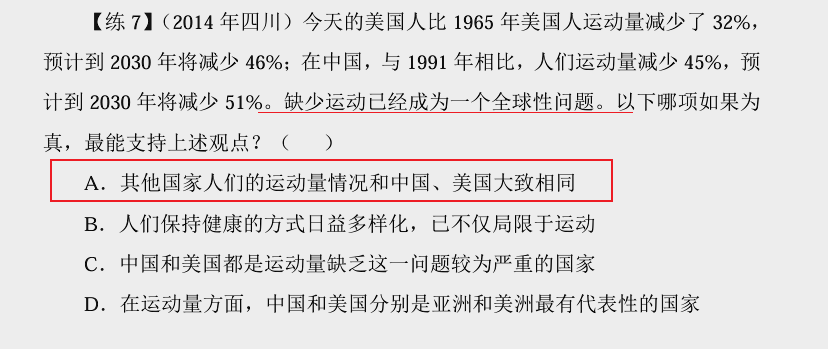 【练 7】（2014 年四川）今天的美国人比 1965 年美国人运动量减少了 32%，
预计到 2030 年将减少 46%；在中国，与 1991 年相比，人们运动量减少 45%，预
计到 2030 年将减少 51%。缺少运动已经成为一个全球性问题。以下哪项如果为
真，最能支持上述观点？（　　）
A．其他国家人们的运动量情况和中国、美国大致相同
B．人们保持健康的方式日益多样化，已不仅局限于运动
C．中国和美国都是运动量缺乏这一问题较为严重的国家
D．在运动量方面，中国和美国分别是亚洲和美洲最有代表性的国家